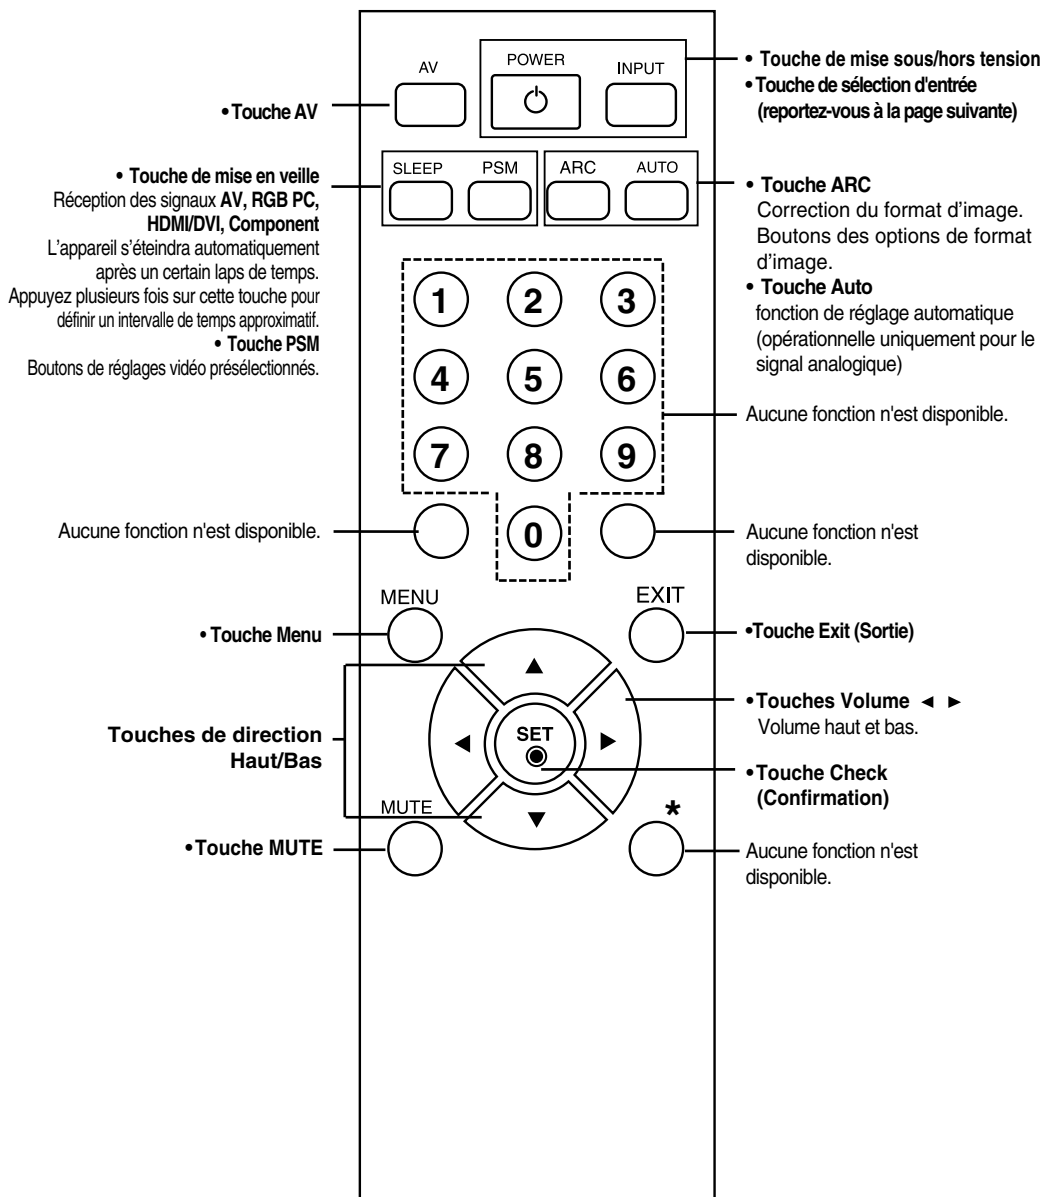 AV
POWER
INPUT
• Touche AV
• Touche de mise sous/hors tension
• Touche de sélection d'entrée
(reportez-vous à la page suivante)
SLEEP
PSM
ARC
AUTO
• Touche de mise en veille
Réception des signaux AV, RGB PC,
HDMI/DVI, Component
L'appareil s'éteindra automatiquement
après un certain laps de temps.
Appuyez plusieurs fois sur cette touche pour
définir un intervalle de temps approximatif.
• Touche PSM
Boutons de réglages vidéo présélectionnés.
• Touche ARC
Correction du format d'image.
Boutons des options de format
d'image.
• Touche Auto
fonction de réglage automatique
(opérationnelle uniquement pour le
signal analogique)
1 2 3
4 5 6
7 8 9
0
Aucune fonction n'est disponible.
Aucune fonction n'est disponible.
Aucune fonction n'est
disponible.
MENU
EXIT
• Touche Menu
•Touche Exit (Sortie)
Touches de direction
Haut/Bas
SET
• Touches Volume ◄ ►
Volume haut et bas.
• Touche Check
(Confirmation)
MUTE
*
• Touche MUTE
Aucune fonction n'est
disponible.